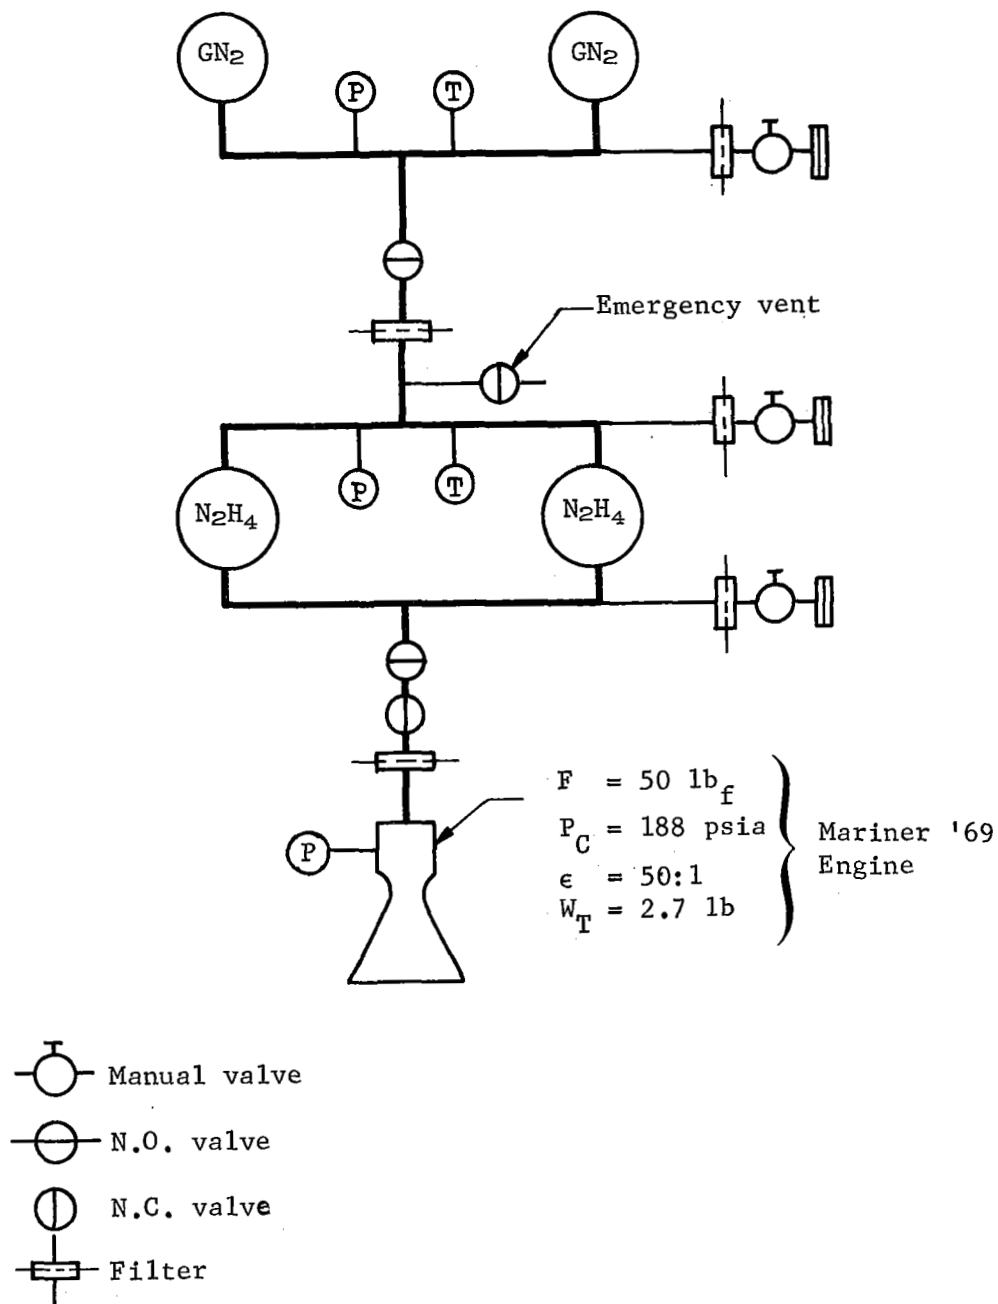 GN2
GN2
P
T
Emergency vent
P
T
N2H4
N2H4
F = 50 lbf
PC = 188 psia
ϵ = 50:1
WT = 2.7 lb
Mariner '69
Engine
P
Manual valve
N.O. valve
N.C. valve
Filter